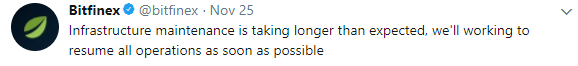 Bitfinex @bitfinex · Nov 25
Infrastructure maintenance is taking longer than expected, we'll working to
resume all operations as soon as possible